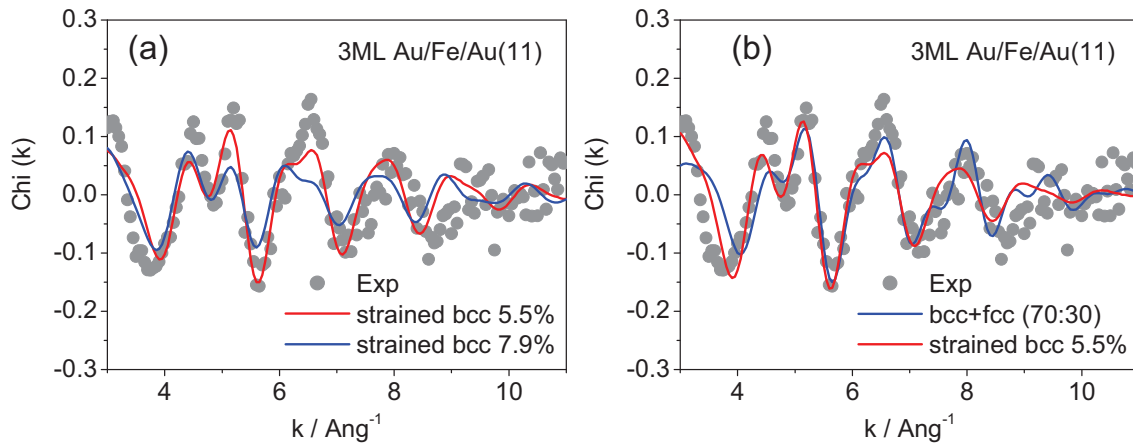 0.3
0.2
0.1
0.0
-0.1
-0.2
-0.3
Chi (k)
(a)
3ML Au/Fe/Au(11)
Exp
strained bcc 5.5%
strained bcc 7.9%
4 6 8 10
k / Ang⁻¹
0.3
0.2
0.1
0.0
-0.1
-0.2
-0.3
Chi (k)
(b)
3ML Au/Fe/Au(11)
Exp
bcc+fcc (70:30)
strained bcc 5.5%
4 6 8 10
k / Ang⁻¹